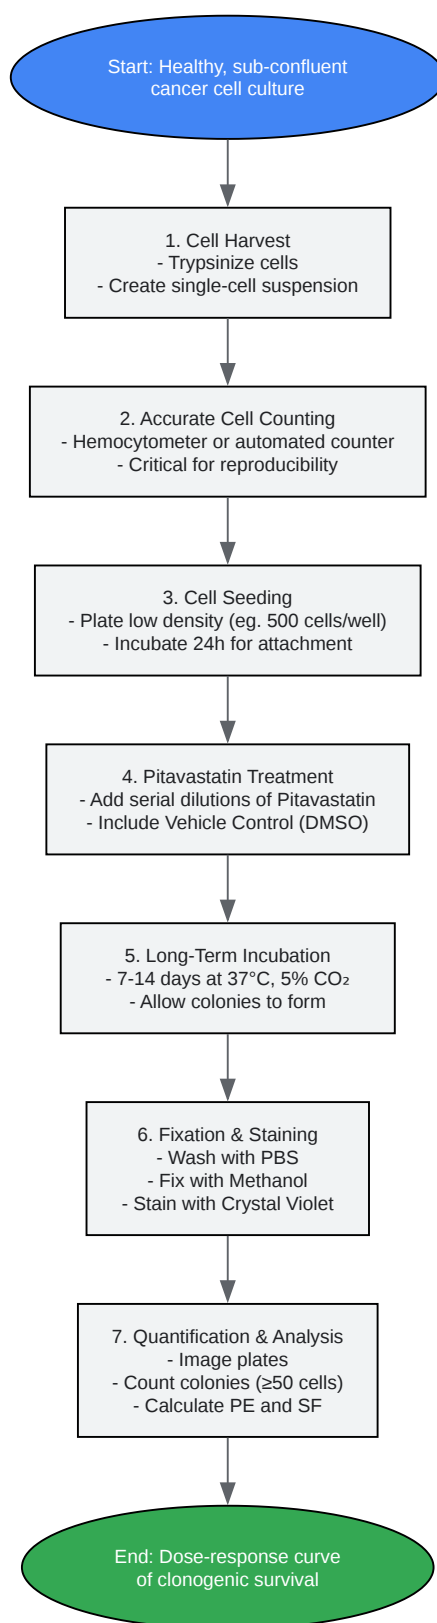 Start: Healthy, sub-confluent
cancer cell culture
1. Cell Harvest
- Trypsinize cells
- Create single-cell suspension
2. Accurate Cell Counting
- Hemocytometer or automated counter
- Critical for reproducibility
3. Cell Seeding
- Plate low density (eg. 500 cells/well)
- Incubate 24h for attachment
4. Pitavastatin Treatment
- Add serial dilutions of Pitavastatin
- Include Vehicle Control (DMSO)
5. Long-Term Incubation
- 7-14 days at 37°C, 5% CO₂
- Allow colonies to form
6. Fixation & Staining
- Wash with PBS
- Fix with Methanol
- Stain with Crystal Violet
7. Quantification & Analysis
- Image plates
- Count colonies (≥50 cells)
- Calculate PE and SF
End: Dose-response curve
of clonogenic survival